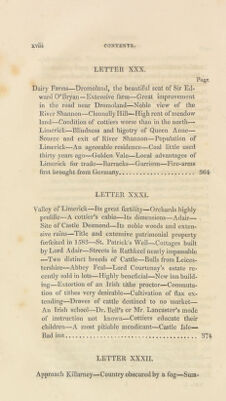 xviii CONTENTS.
LETTER XXX.
Page
Dairy Farms—Dromoland, the beautiful seat of Sir Ed-
ward O'Bryan—Extensive farm—Great improvement
in the road near Dromoland—Noble view of the
River Shannon—Clonnelly Hill—High rent of meadow
land—Condition of cottiers worse than in the north—
Limerick—Blindness and bigotry of Queen Anne—
Source and exit of River Shannon—Population of
Limerick—An agreeable residence—Coal little used
thirty years ago—Golden Vale—Local advantages of
Limerick for trade—Barracks—Garrison—Fire-arms
first brought from Germany 364
LETTER XXXI.
Valley of Limerick—Its great fertility—Orchards highly
prolific—A cottier's cabin—Its dimensions—Adair—
Site of Castle Desmond—Its noble woods and exten-
sive ruins—Title and extensive patrimonial property
forfeited in 1583—St. Patrick's Well—Cottages built
by Lord Adair—Streets in Rathkeal nearly impassable
—Two distinct breeds of Cattle—Bulls from Leices-
tershire—Abbey Feal—Lord Courtenay's estate re-
cently sold in lots—Highly beneficial—New inn build-
ing—Extortion of an Irish tithe proctor—Commuta-
tion of tithes very desirable—Cultivation of flax ex-
tending—Droves of cattle destined to no market—
An Irish school—Dr. Bell's or Mr. Lancaster's mode
of instruction not known—Cottiers educate their
children—A most pitiable mendicant—Castle Isle—
Bad inn 374
LETTER XXXII.
Approach Killarney—Country obscured by a fog—Sum-